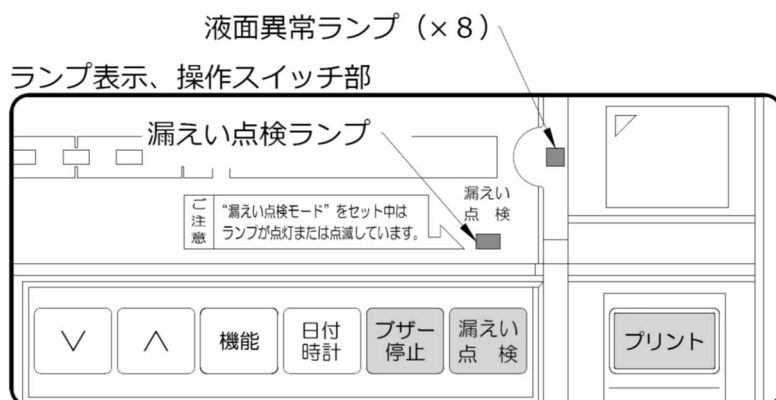 液面異常ランプ（×８）
ランプ表示、操作スイッチ部
漏えい点検ランプ
漏えい
点　検
ご注意
“漏えい点検モード”をセット中は
ランプが点灯または点滅しています。
∨
∧
機能
日付
時計
ブザー
停止
漏えい
点　検
プリント